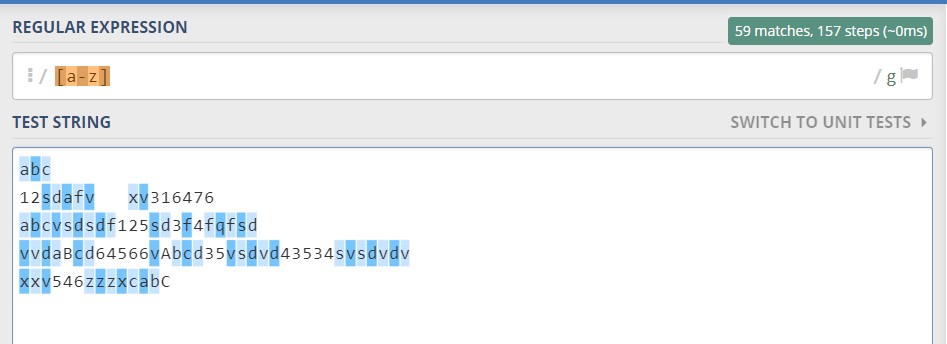 REGULAR EXPRESSION
59 matches, 157 steps (~0ms)
/ [a-z] / g
TEST STRING
SWITCH TO UNIT TESTS
abc
12sdafv   xv316476
abcvsdsdf125sd3f4fqfsd
vvdaBcd64566vAbcd35vsdvd43534svsdvdv
xxv546zzzxcabC